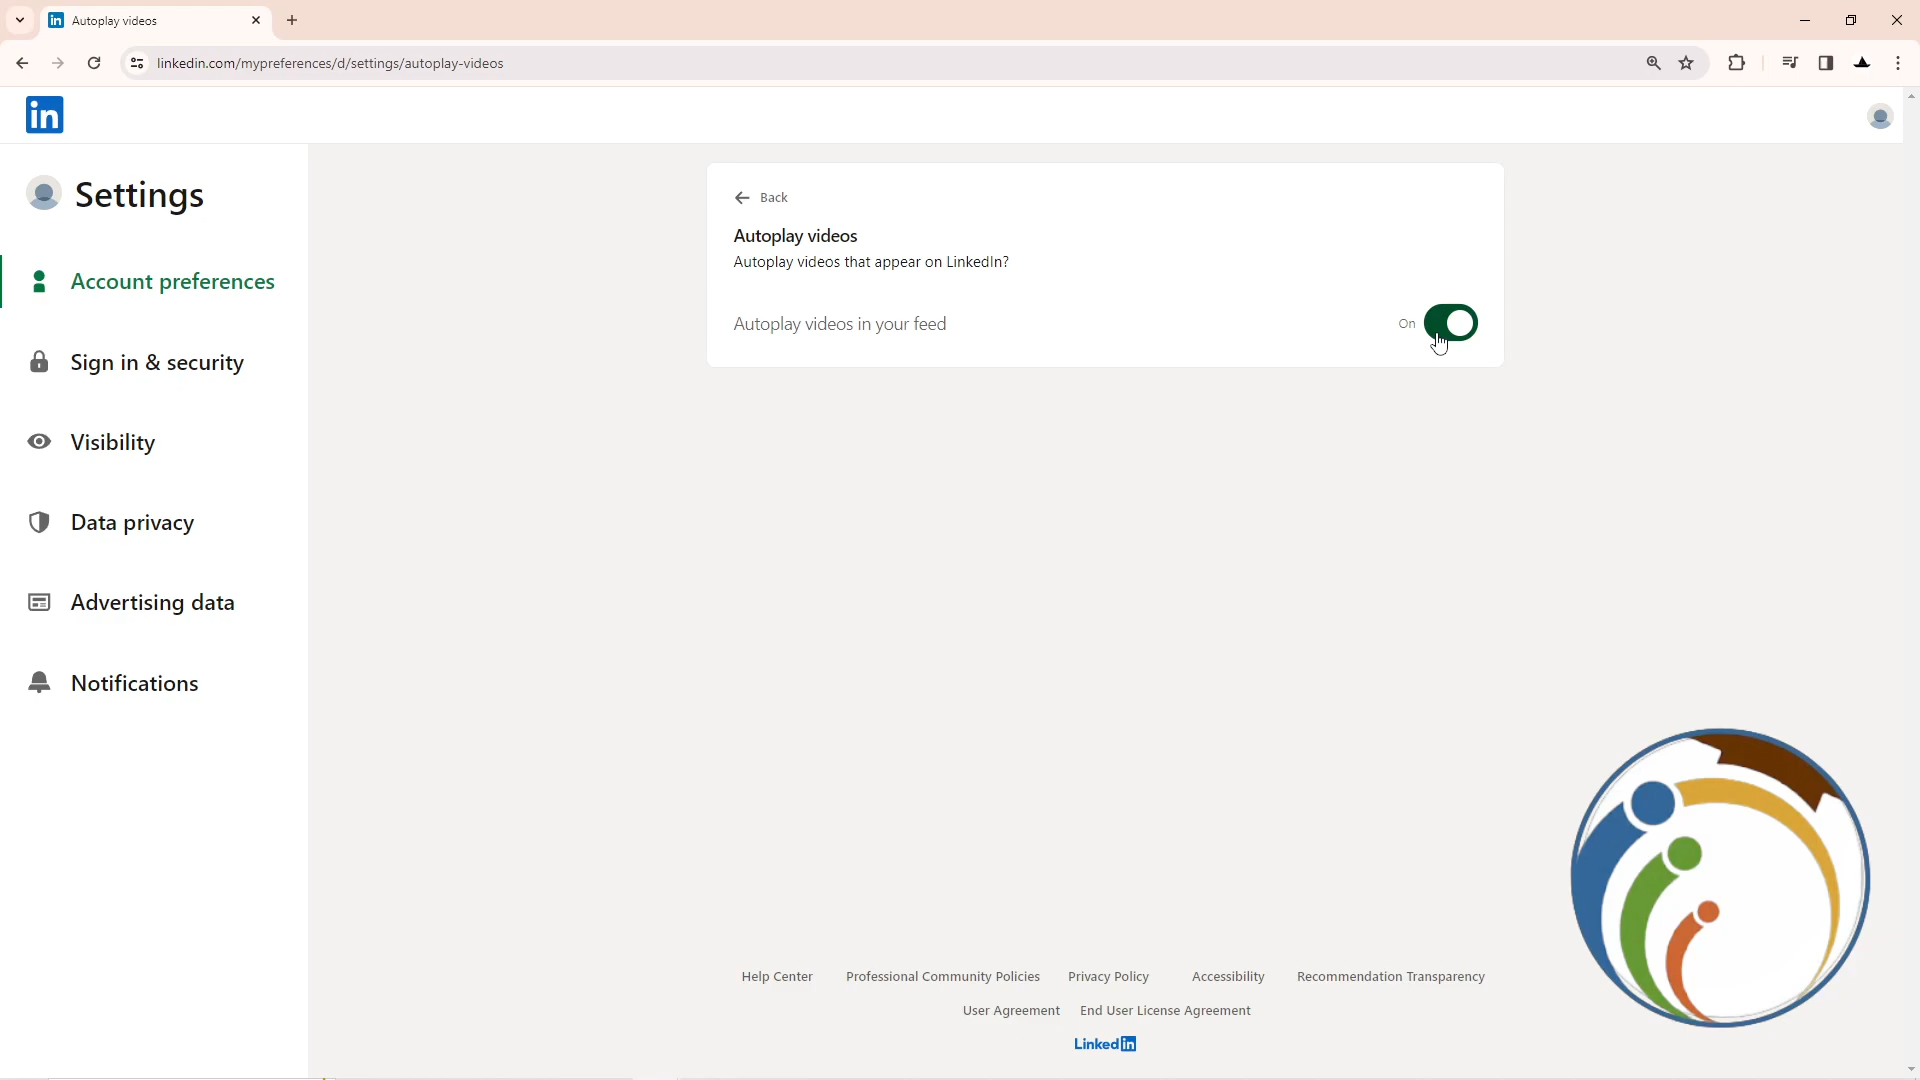 in Autoplay videos
linkedin.com/mypreferences/d/settings/autoplay-videos
in
Settings
Account preferences
Sign in & security
Visibility
Data privacy
Advertising data
Notifications
Back
Autoplay videos
Autoplay videos that appear on LinkedIn?
Autoplay videos in your feed On
Help Center Professional Community Policies Privacy Policy Accessibility Recommendation Transparency
User Agreement End User License Agreement
LinkedIn